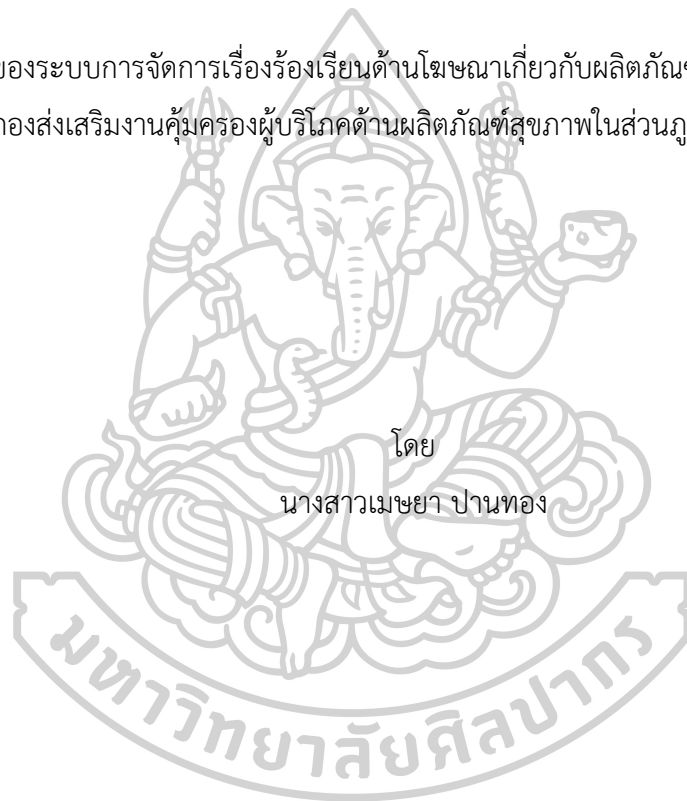 ของระบบการจัดการเรื่องร้องเรียนด้านโฆษณาเกี่ยวกับผลิตภัณฑ์
กองส่งเสริมงานคุ้มครองผู้บริโภคด้านผลิตภัณฑ์สุขภาพในส่วนภู
โดย
นางสาวเมษยา ปานทอง
มหาวิทยาลัยศิลปากร